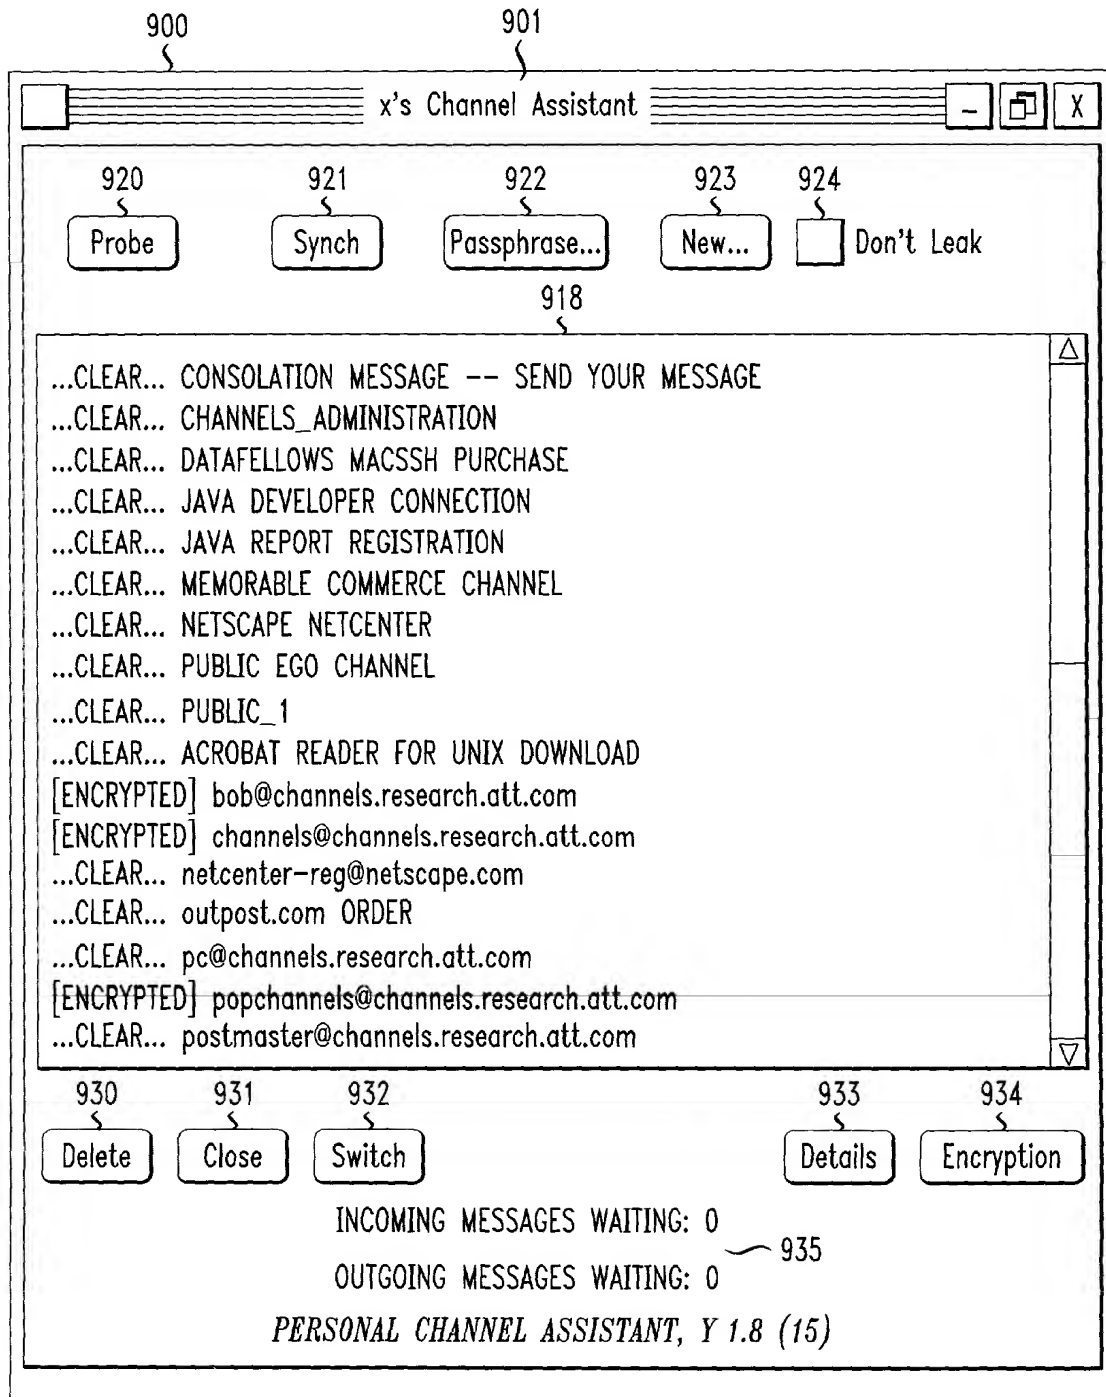 900 901
x's Channel Assistant – X
920 921 922 923 924
Probe Synch Passphrase... New... Don't Leak
918
...CLEAR... CONSOLATION MESSAGE -- SEND YOUR MESSAGE
...CLEAR... CHANNELS_ADMINISTRATION
...CLEAR... DATAFELLOWS MACSSH PURCHASE
...CLEAR... JAVA DEVELOPER CONNECTION
...CLEAR... JAVA REPORT REGISTRATION
...CLEAR... MEMORABLE COMMERCE CHANNEL
...CLEAR... NETSCAPE NETCENTER
...CLEAR... PUBLIC EGO CHANNEL
...CLEAR... PUBLIC_1
...CLEAR... ACROBAT READER FOR UNIX DOWNLOAD
[ENCRYPTED] bob@channels.research.att.com
[ENCRYPTED] channels@channels.research.att.com
...CLEAR... netcenter-reg@netscape.com
...CLEAR... outpost.com ORDER
...CLEAR... pc@channels.research.att.com
[ENCRYPTED] popchannels@channels.research.att.com
...CLEAR... postmaster@channels.research.att.com
930 931 932 933 934
Delete Close Switch Details Encryption
INCOMING MESSAGES WAITING: 0
935
OUTGOING MESSAGES WAITING: 0
PERSONAL CHANNEL ASSISTANT, Y 1.8 (15)